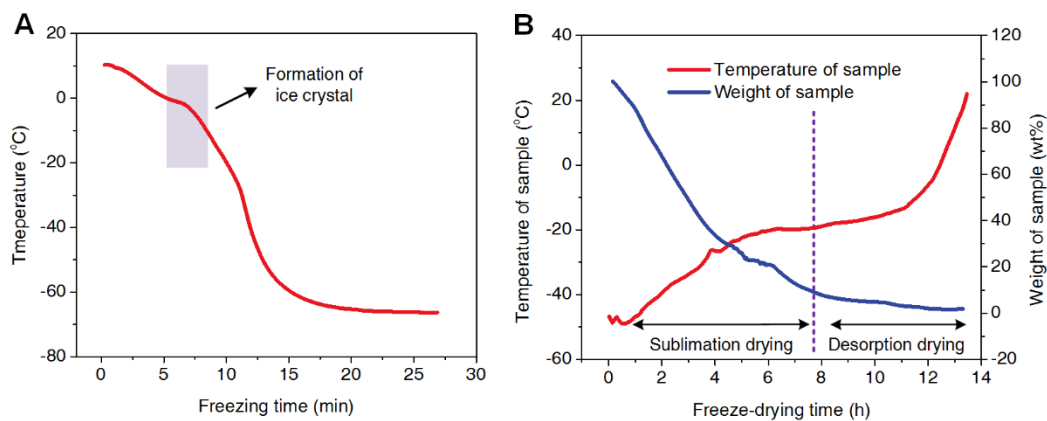 A
Tmeperature (°C)
20
0
-20
-40
-60
-80
Formation of
ice crystal
0
5
10
15
20
25
30
Freezing time (min)
B
Temperature of sample (°C)
40
20
0
-20
-40
-60
Temperature of sample
Weight of sample
Sublimation drying
Desorption drying
0
2
4
6
8
10
12
14
Freeze-drying time (h)
120
100
80
60
40
20
0
-20
Weight of sample (wt%)